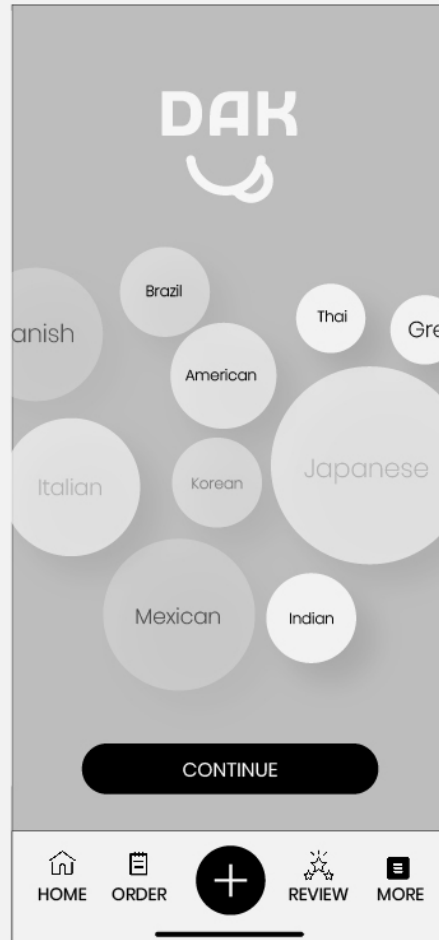 DAK
Brazil
Thai
anish
Gre
American
Italian
Korean
Japanese
Mexican
Indian
CONTINUE
HOME
ORDER
REVIEW
MORE